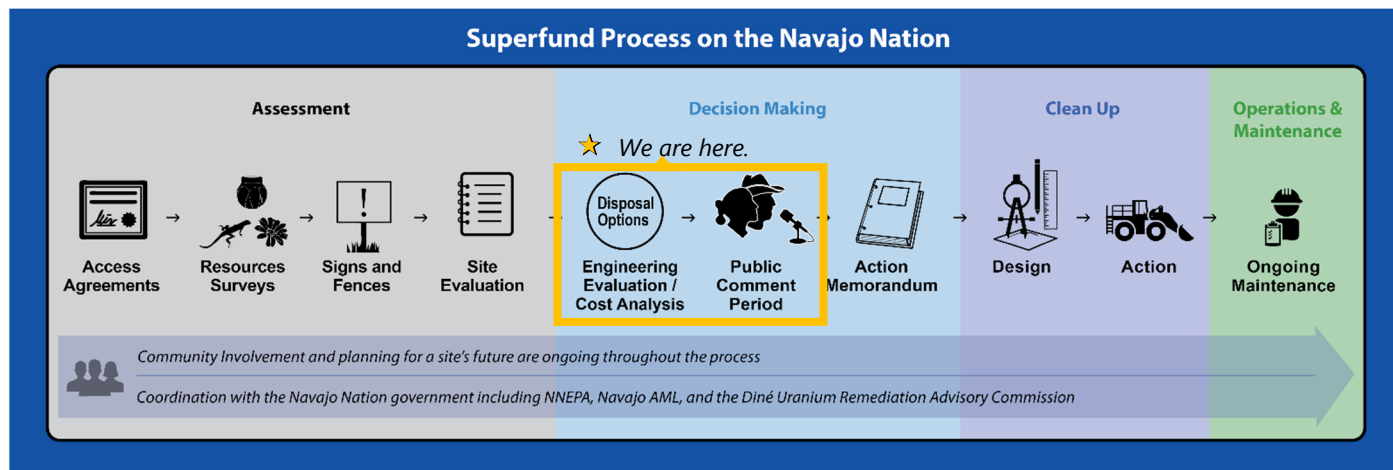 Superfund Process on the Navajo Nation
Assessment
Decision Making
Clean Up
Operations &
Maintenance
We are here.
Disposal
Options
!
Access
Agreements
Resources
Surveys
Signs and
Fences
Site
Evaluation
Engineering
Evaluation /
Cost Analysis
Public
Comment
Period
Action
Memorandum
Design
Action
Ongoing
Maintenance
Community Involvement and planning for a site's future are ongoing throughout the process
Coordination with the Navajo Nation government including NNEPA, Navajo AML, and the Diné Uranium Remediation Advisory Commission